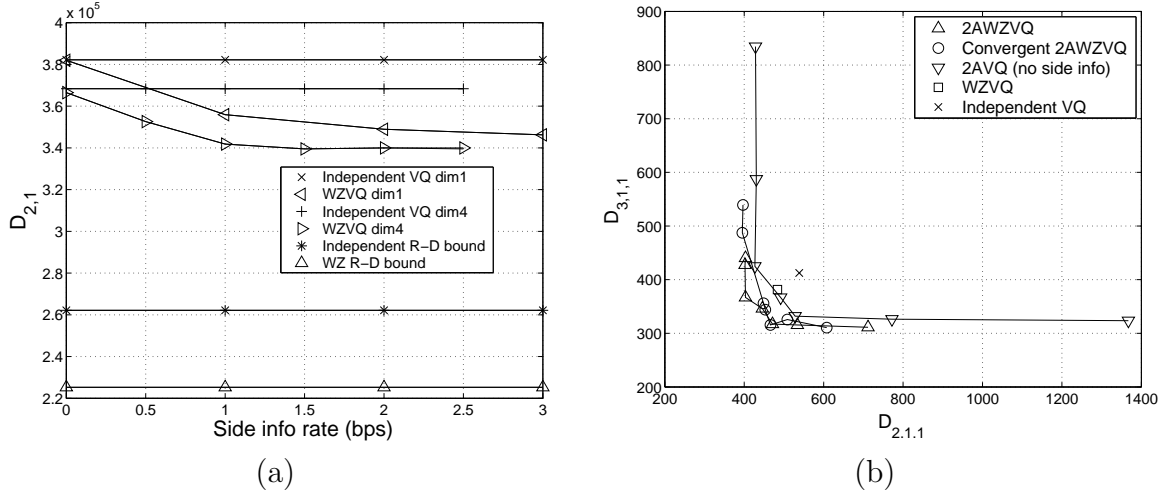 x 10⁵
4
3.8
3.6
3.4
3.2
3
2.8
2.6
2.4
2.2
D2,1
0
0.5
1
1.5
2
2.5
3
Side info rate (bps)
Independent VQ dim1
WZVQ dim1
Independent VQ dim4
WZVQ dim4
Independent R−D bound
WZ R−D bound
(a)
900
800
700
600
500
400
300
200
D3,1,1
200
400
600
800
1000
1200
1400
D2.1.1
2AWZVQ
Convergent 2AWZVQ
2AVQ (no side info)
WZVQ
Independent VQ
(b)